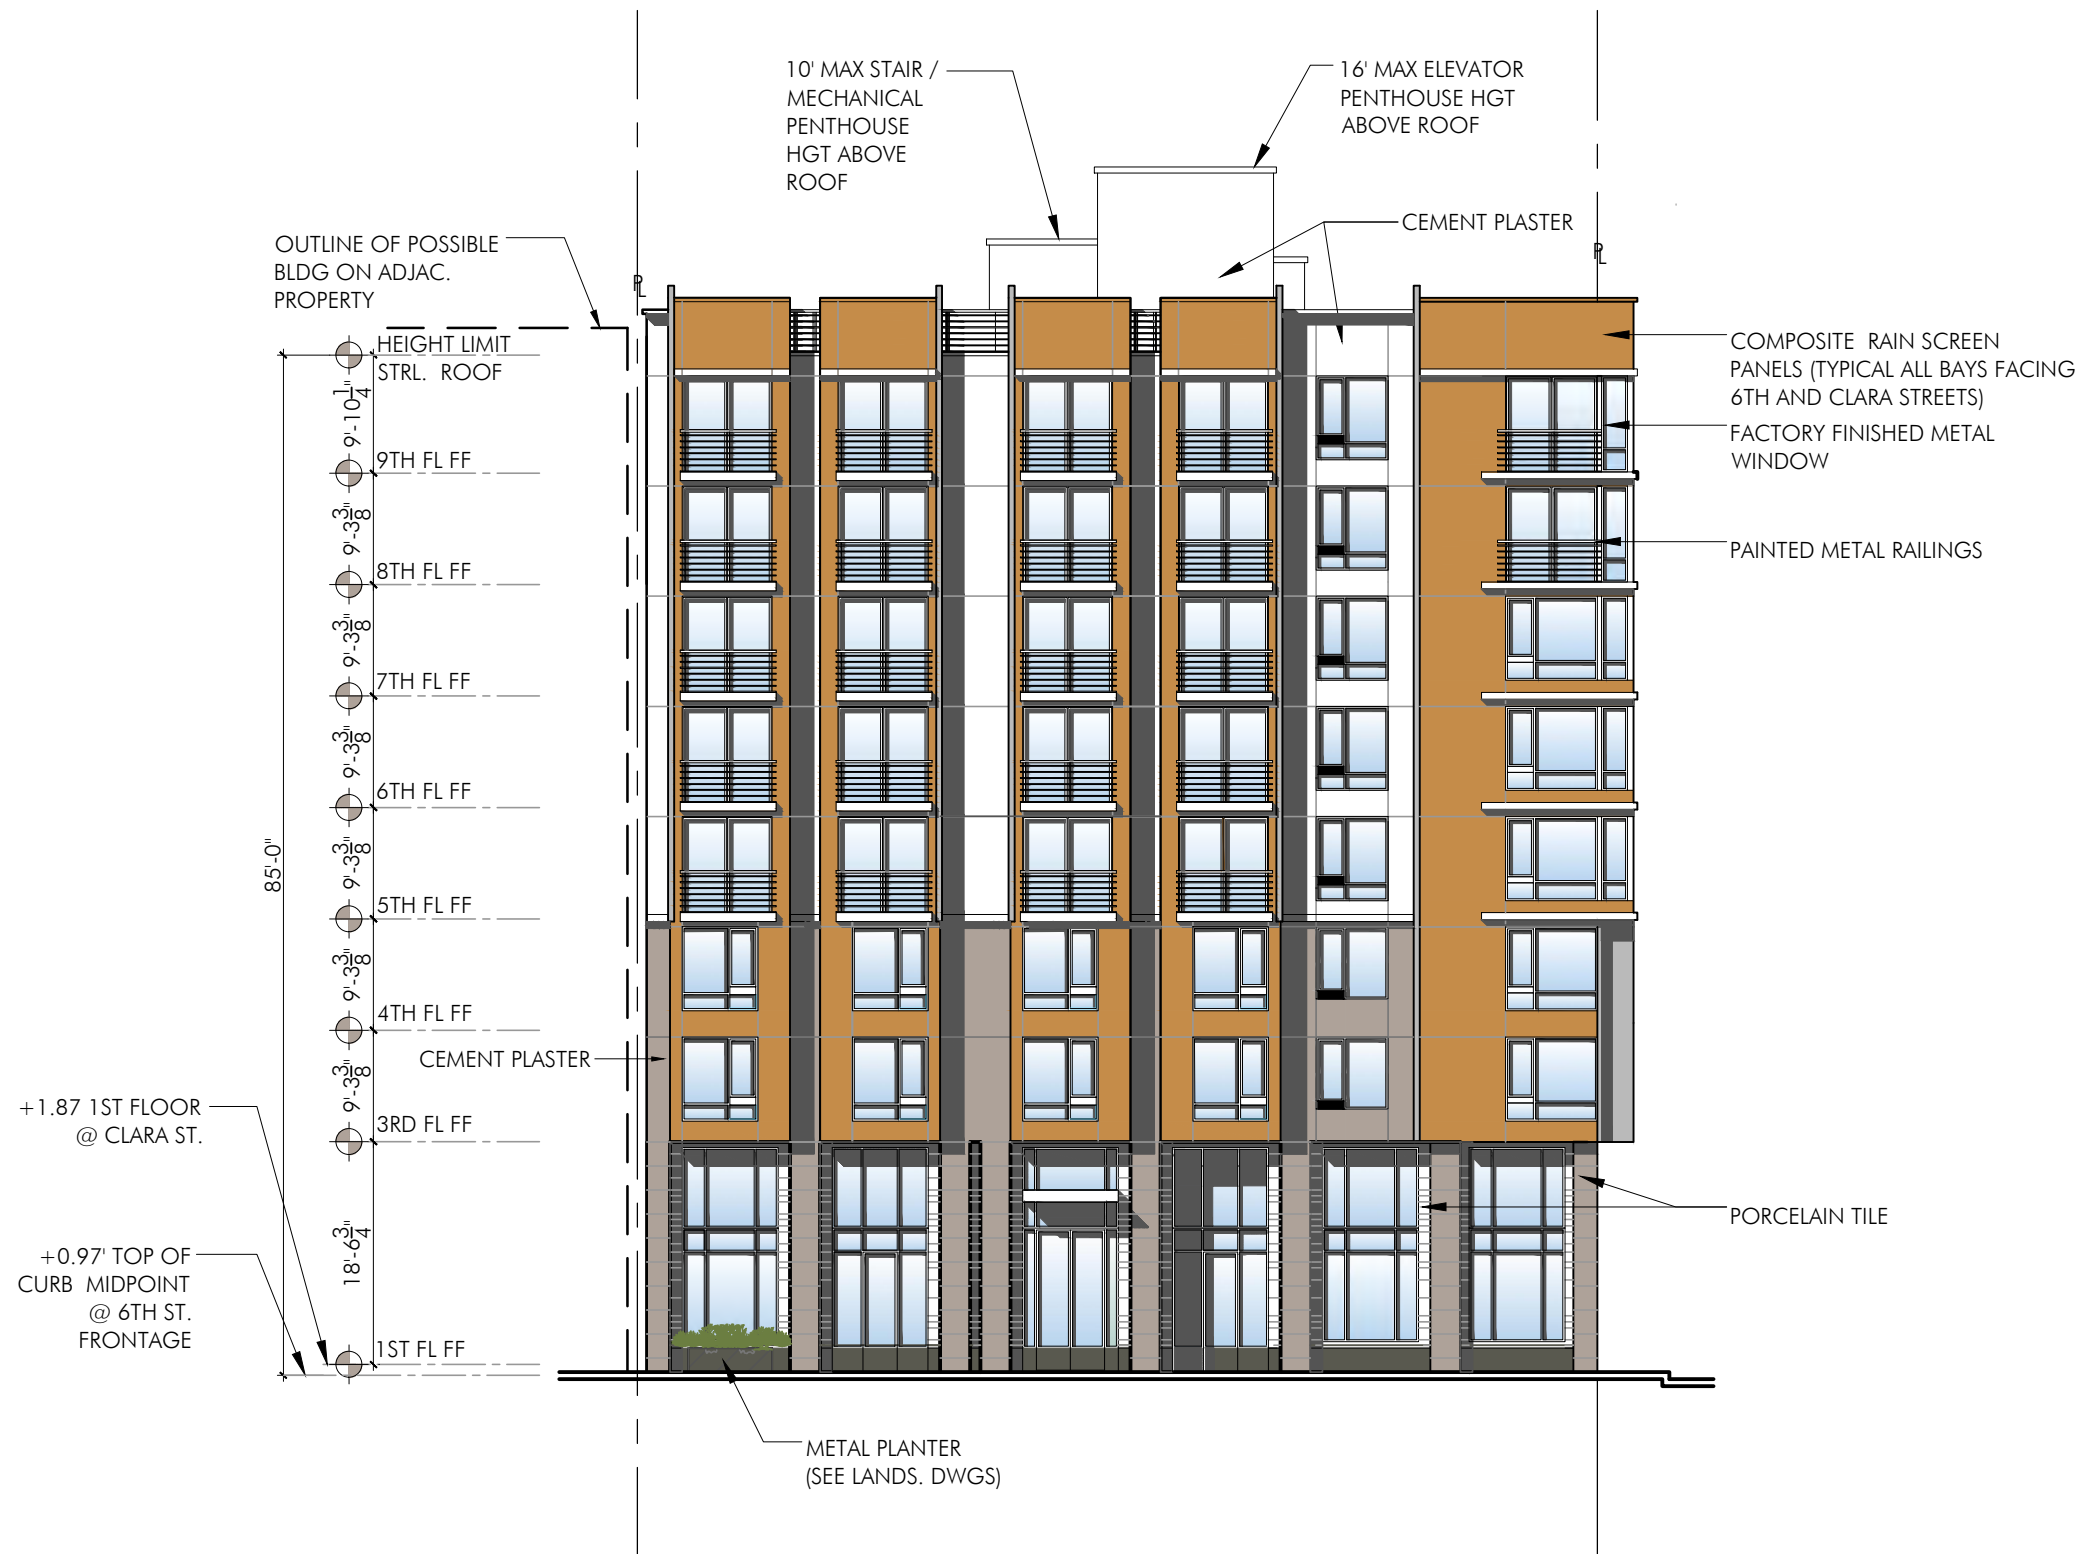 10' MAX STAIR /
MECHANICAL
PENTHOUSE
HGT ABOVE
ROOF
16' MAX ELEVATOR
PENTHOUSE HGT
ABOVE ROOF
CEMENT PLASTER
OUTLINE OF POSSIBLE
BLDG ON ADJAC.
PROPERTY
PL
PL
HEIGHT LIMIT
STRL. ROOF
COMPOSITE RAIN SCREEN
PANELS (TYPICAL ALL BAYS FACING
6TH AND CLARA STREETS)
FACTORY FINISHED METAL
WINDOW
PAINTED METAL RAILINGS
9'-10 1/4"
9TH FL FF
9'-3 3/8"
8TH FL FF
9'-3 3/8"
7TH FL FF
9'-3 3/8"
6TH FL FF
9'-3 3/8"
85'-0"
5TH FL FF
9'-3 3/8"
4TH FL FF
CEMENT PLASTER
9'-3 3/8"
3RD FL FF
+1.87 1ST FLOOR
@ CLARA ST.
18'-6 3/4"
PORCELAIN TILE
+0.97' TOP OF
CURB MIDPOINT
@ 6TH ST.
FRONTAGE
1ST FL FF
METAL PLANTER
(SEE LANDS. DWGS)